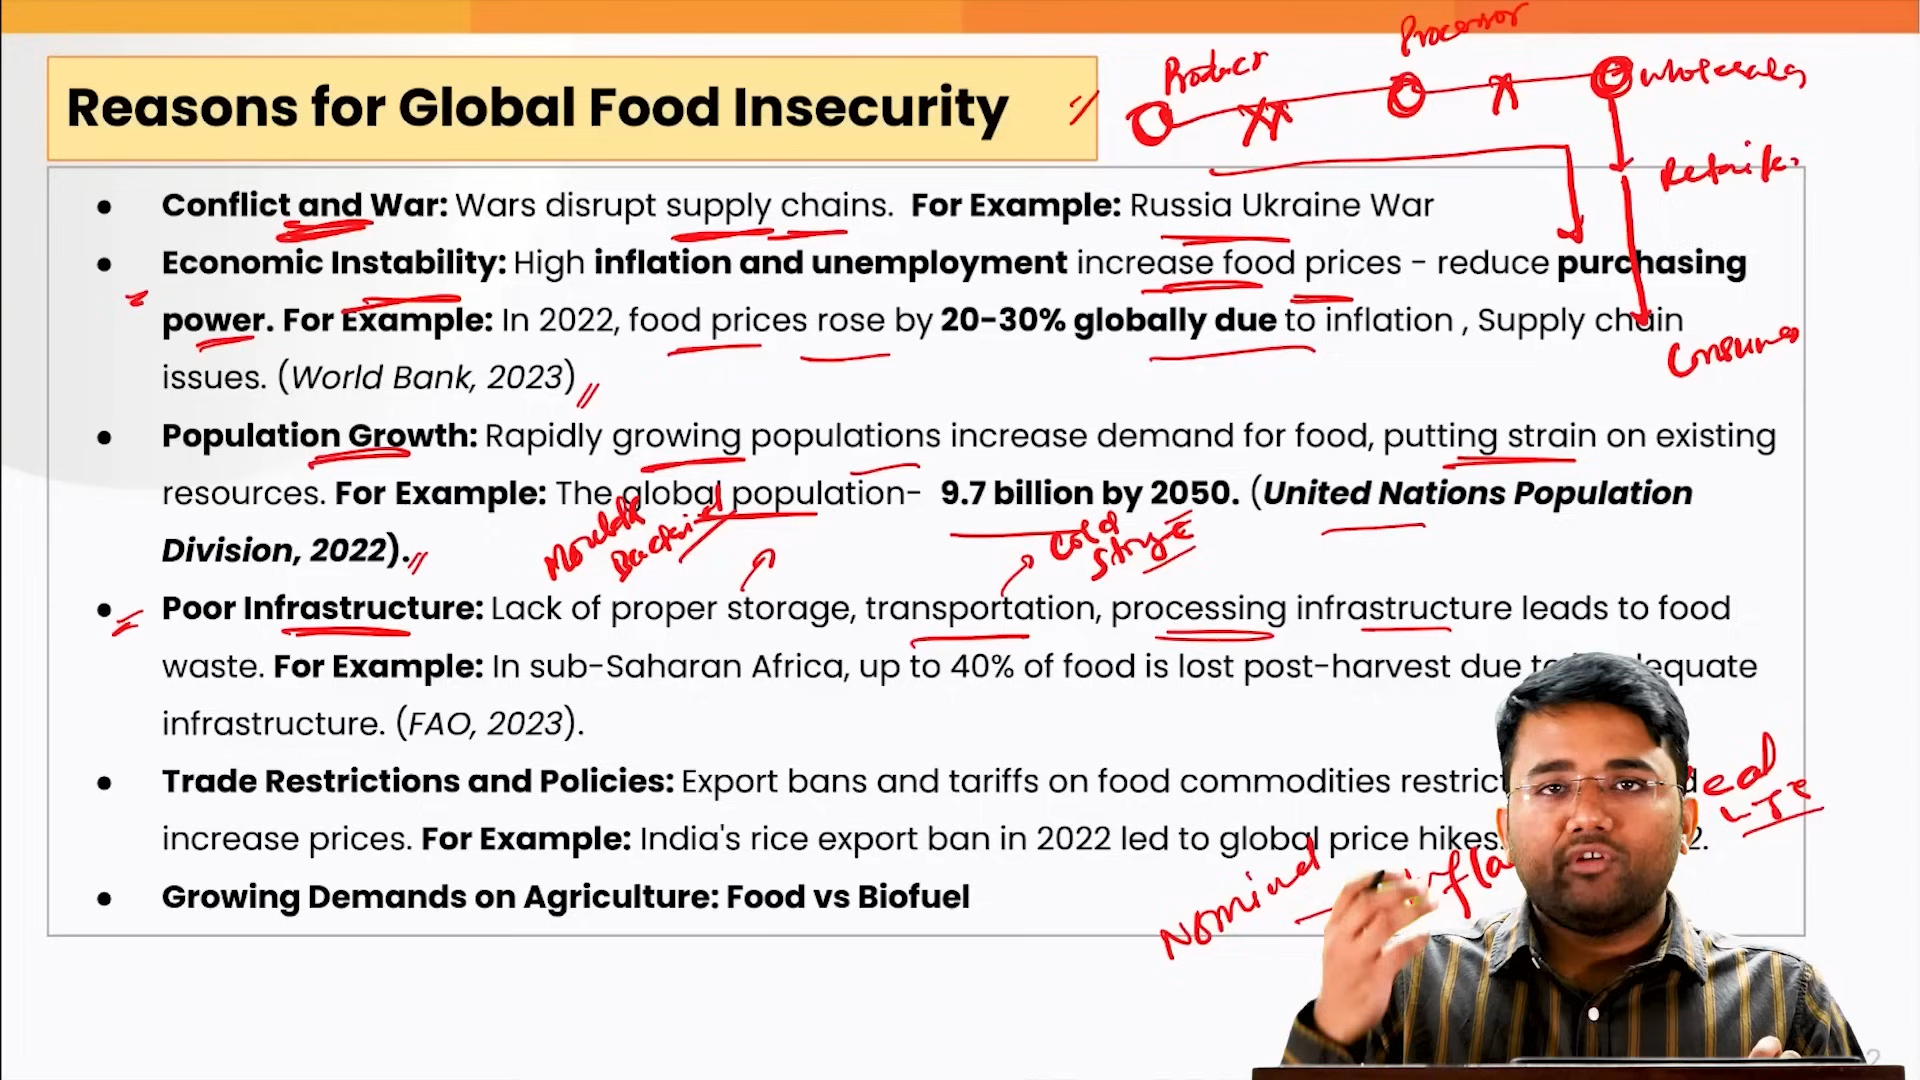 Reasons for Global Food Insecurity
Processor
Wholesaler
Retailer
Consumer
● Conflict and War: Wars disrupt supply chains. For Example: Russia Ukraine War
● Economic Instability: High inflation and unemployment increase food prices - reduce purchasing
power. For Example: In 2022, food prices rose by 20-30% globally due to inflation , Supply chain
issues. (World Bank, 2023)
● Population Growth: Rapidly growing populations increase demand for food, putting strain on existing
resources. For Example: The global population- 9.7 billion by 2050. (United Nations Population
Division, 2022).
Bacterial
Cold
Storage
● Poor Infrastructure: Lack of proper storage, transportation, processing infrastructure leads to food
waste. For Example: In sub-Saharan Africa, up to 40% of food is lost post-harvest due to
infrastructure. (FAO, 2023).
● Trade Restrictions and Policies: Export bans and tariffs on food commodities restrict
increase prices. For Example: India's rice export ban in 2022 led to global price hikes.
● Growing Demands on Agriculture: Food vs Biofuel
Nominal